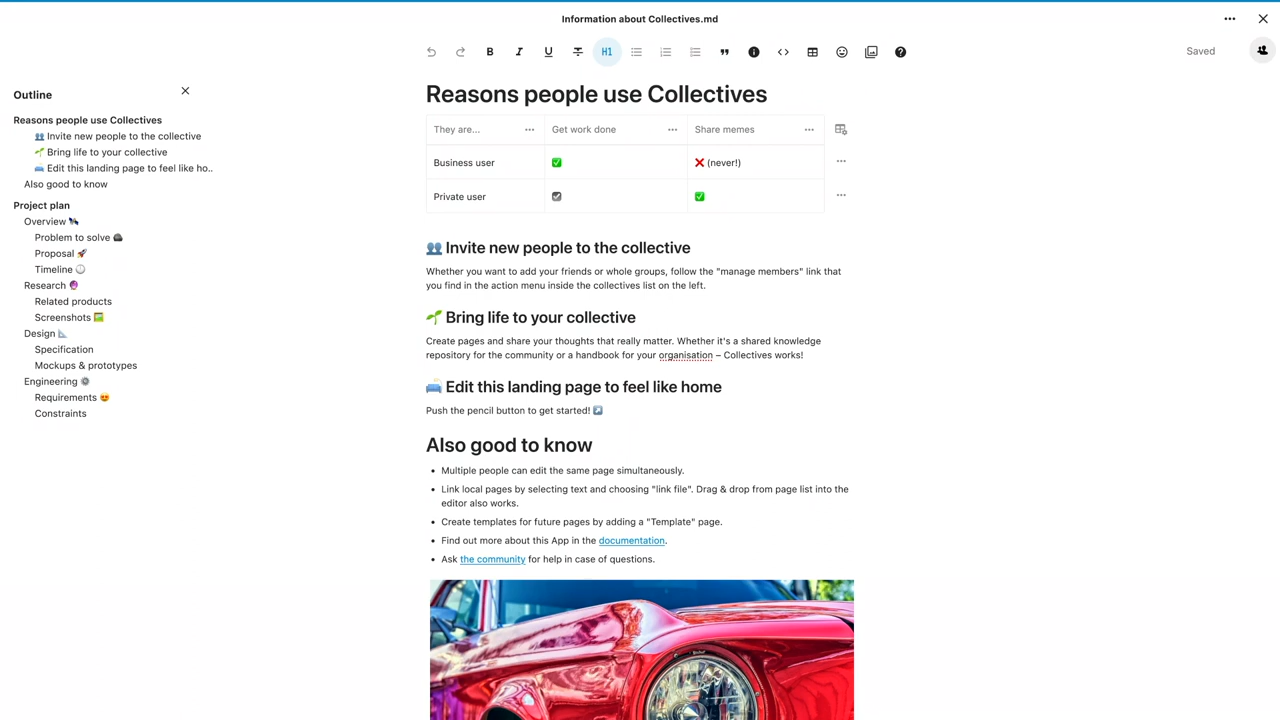 Information about Collectives.md
B I U S H1
Saved
Outline
Reasons people use Collectives
👥 Invite new people to the collective
🌱 Bring life to your collective
🛋️ Edit this landing page to feel like ho..
Also good to know
Project plan
Overview 🛰️
Problem to solve 🌨️
Proposal 🚀
Timeline ⏲️
Research 🔮
Related products
Screenshots 🖼️
Design 📐
Specification
Mockups & prototypes
Engineering ⚙️
Requirements 😍
Constraints
Reasons people use Collectives
They are... Get work done Share memes
Business user ✅ ❌ (never!)
Private user ☑️ ✅
👥 Invite new people to the collective
Whether you want to add your friends or whole groups, follow the "manage members" link that
you find in the action menu inside the collectives list on the left.
🌱 Bring life to your collective
Create pages and share your thoughts that really matter. Whether it's a shared knowledge
repository for the community or a handbook for your organisation – Collectives works!
🛋️ Edit this landing page to feel like home
Push the pencil button to get started! ↗️
Also good to know
• Multiple people can edit the same page simultaneously.
• Link local pages by selecting text and choosing "link file". Drag & drop from page list into the
editor also works.
• Create templates for future pages by adding a "Template" page.
• Find out more about this App in the documentation.
• Ask the community for help in case of questions.